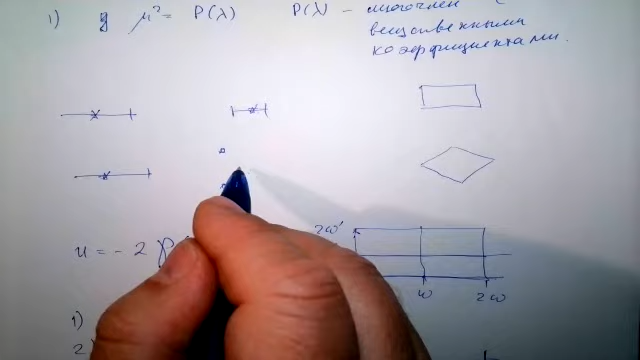 1) μ² = P(λ) P(λ) - многочлен с
вещественными
коэффициентами.
2ω'
u = - 2 ℘
ω 2ω
1)
2)